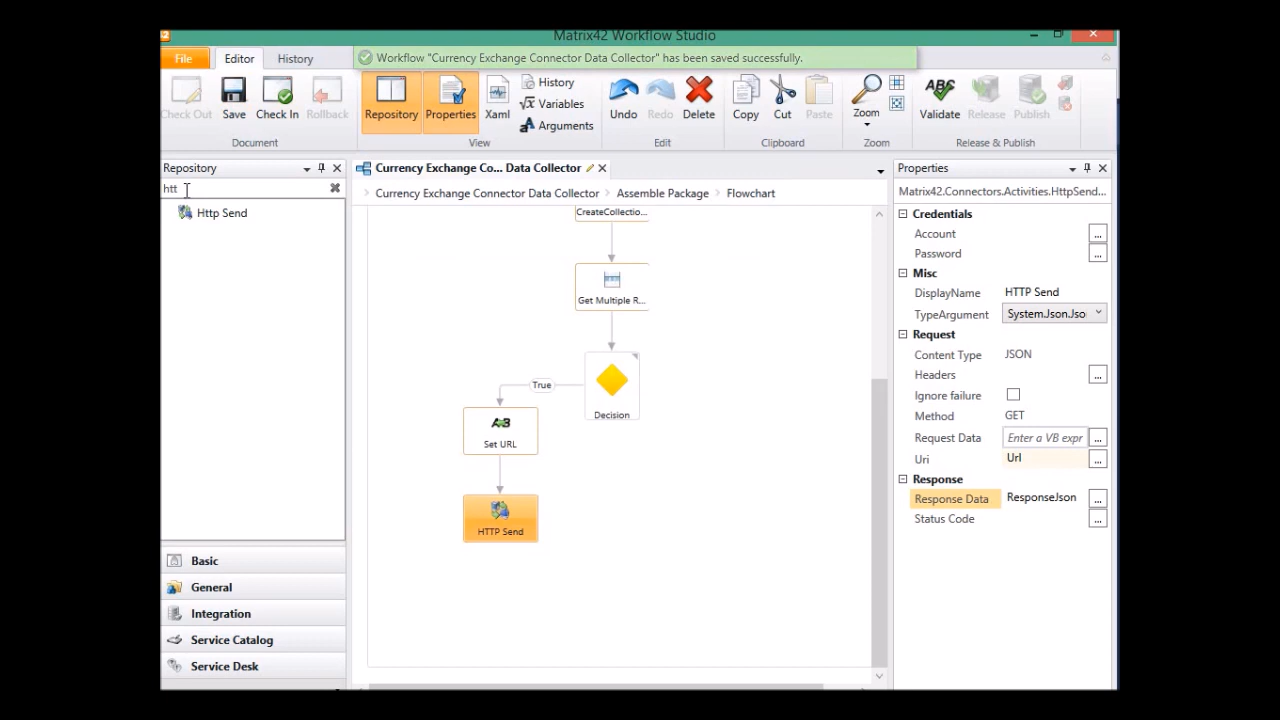 Matrix42 Workflow Studio
File
Editor
History
Workflow "Currency Exchange Connector Data Collector" has been saved successfully.
Check Out
Save
Check In
Rollback
Document
Repository
Properties
Xaml
History
Variables
Arguments
View
Undo
Redo
Delete
Edit
Copy
Cut
Paste
Clipboard
Zoom
Zoom
Validate
Release
Publish
Release & Publish
Repository
htt
Http Send
Basic
General
Integration
Service Catalog
Service Desk
Currency Exchange Co... Data Collector
Currency Exchange Connector Data Collector
Assemble Package
Flowchart
CreateCollectio...
Get Multiple R...
Decision
True
Set URL
HTTP Send
Properties
Matrix42.Connectors.Activities.HttpSend...
Credentials
Account ...
Password ...
Misc
DisplayName HTTP Send
TypeArgument System.Json.Jso
Request
Content Type JSON
Headers ...
Ignore failure
Method GET
Request Data Enter a VB expr ...
Uri Url ...
Response
Response Data ResponseJson ...
Status Code ...